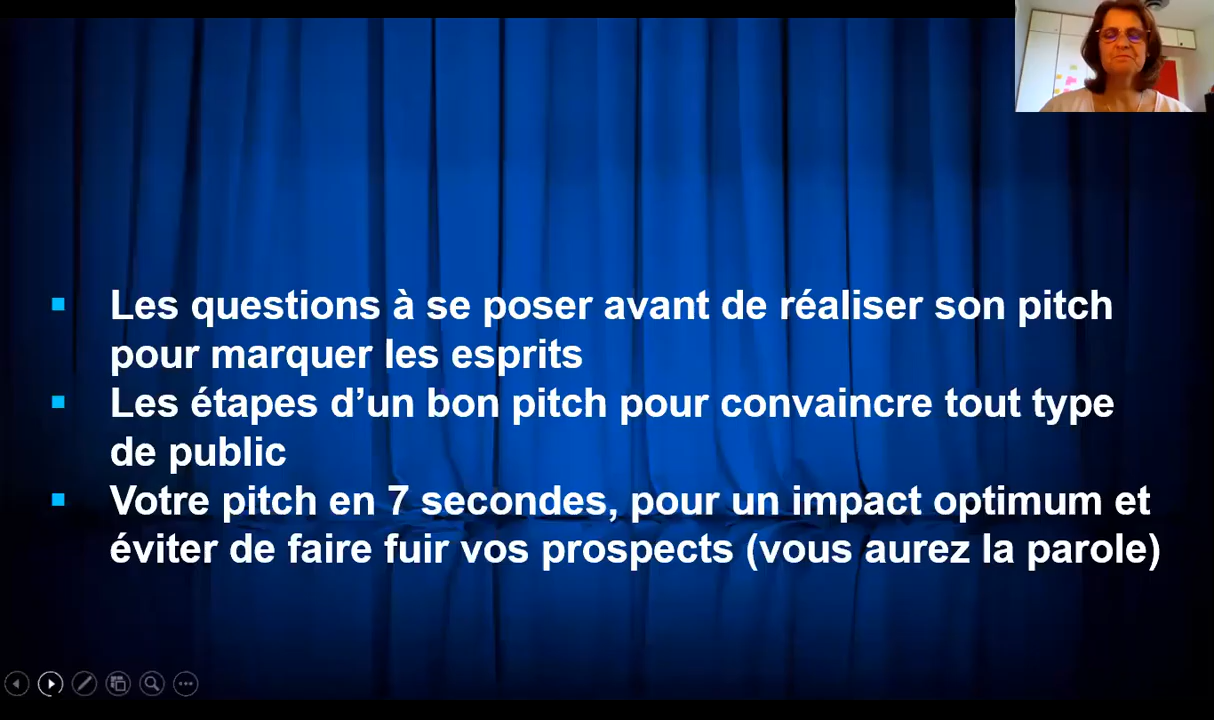 Les questions à se poser avant de réaliser son pitch
pour marquer les esprits
Les étapes d’un bon pitch pour convaincre tout type
de public
Votre pitch en 7 secondes, pour un impact optimum et
éviter de faire fuir vos prospects (vous aurez la parole)